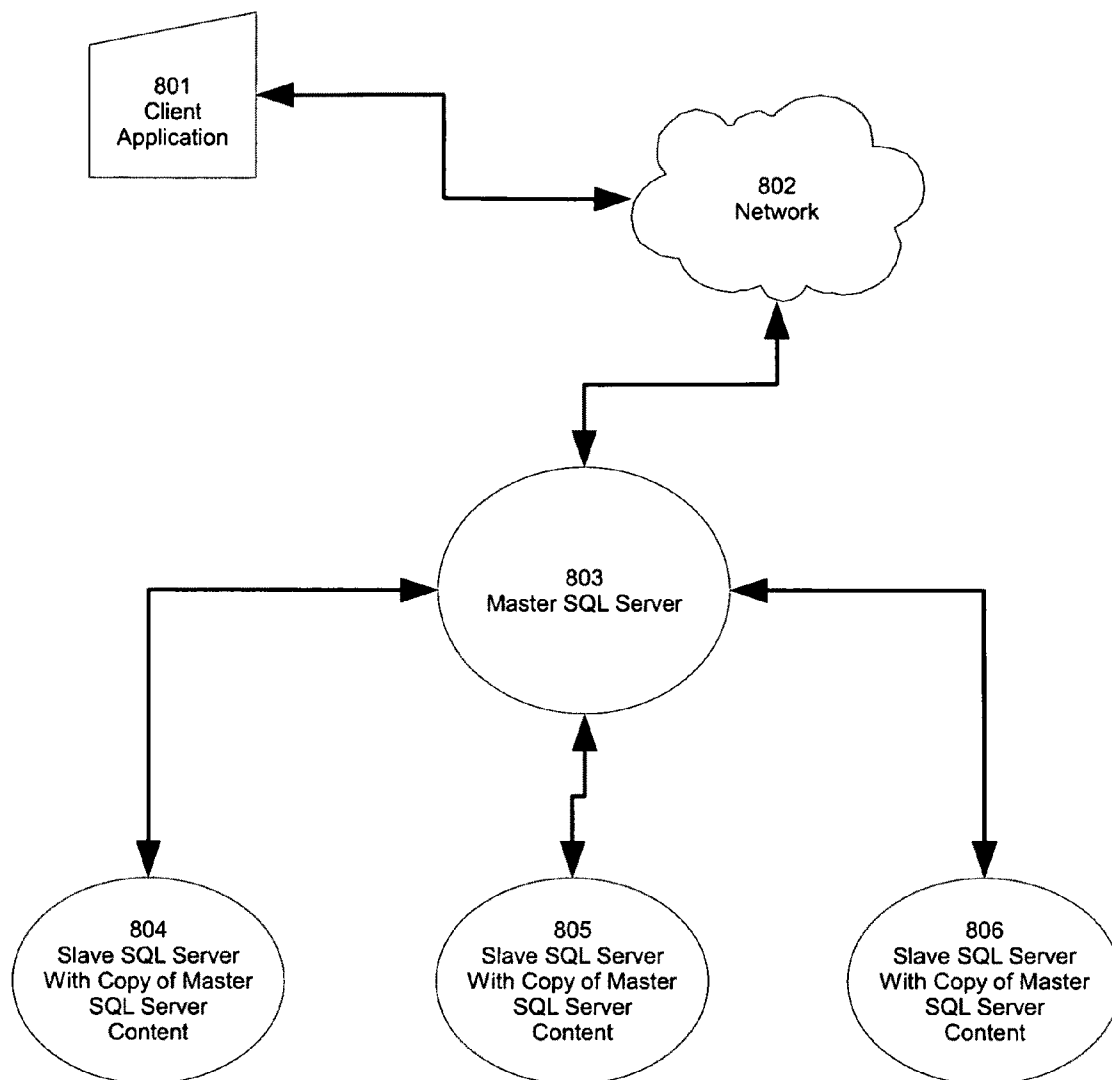 801
Client
Application
802
Network
803
Master SQL Server
804
Slave SQL Server
With Copy of Master
SQL Server
Content
805
Slave SQL Server
With Copy of Master
SQL Server
Content
806
Slave SQL Server
With Copy of Master
SQL Server
Content